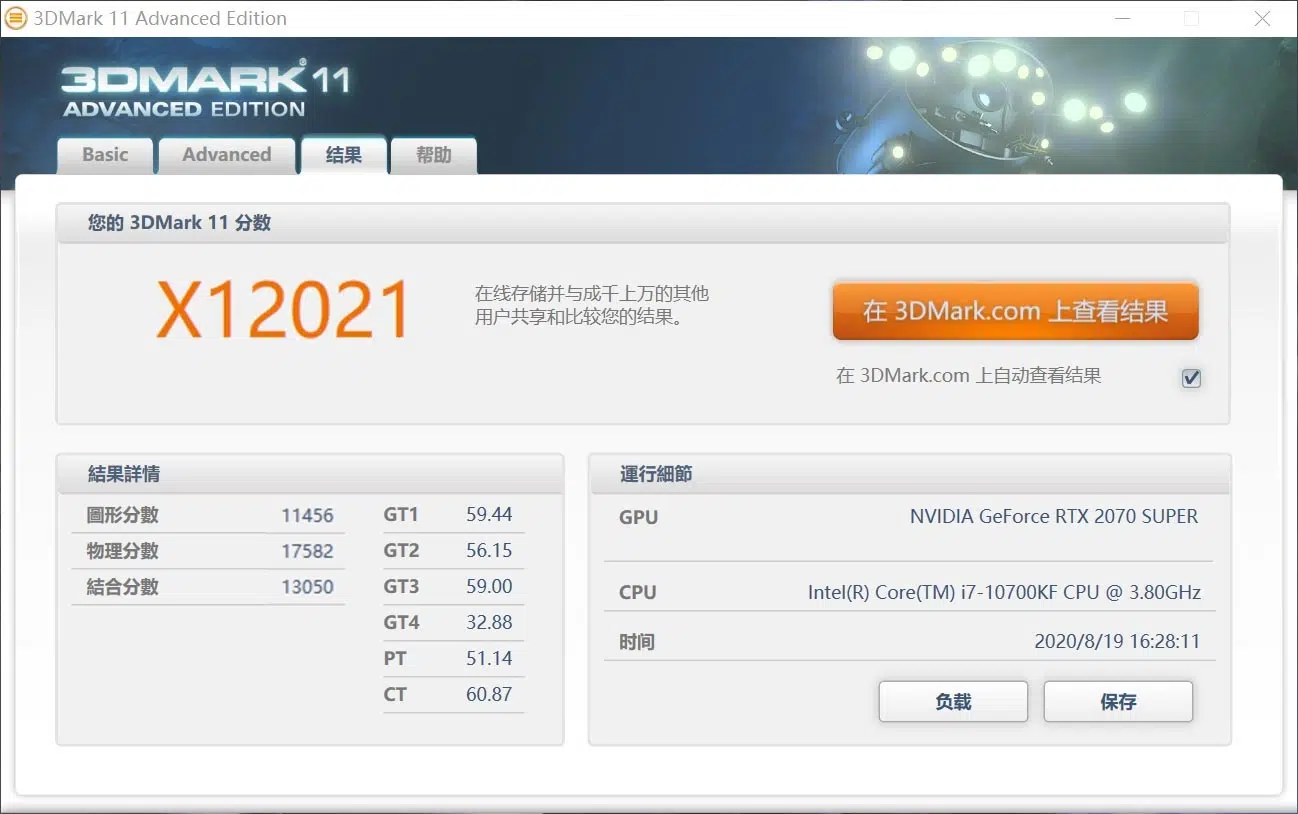 3DMark 11 Advanced Edition
3DMARK® 11
ADVANCED EDITION
Basic Advanced 结果 帮助
您的 3DMark 11 分数
X12021
在线存储并与成千上万的其他
用户共享和比较您的结果。
在 3DMark.com 上查看结果
在 3DMark.com 上自动查看结果
結果詳情
圖形分數 11456
物理分數 17582
結合分數 13050
GT1 59.44
GT2 56.15
GT3 59.00
GT4 32.88
PT 51.14
CT 60.87
運行細節
GPU NVIDIA GeForce RTX 2070 SUPER
CPU Intel(R) Core(TM) i7-10700KF CPU @ 3.80GHz
时间 2020/8/19 16:28:11
负载 保存